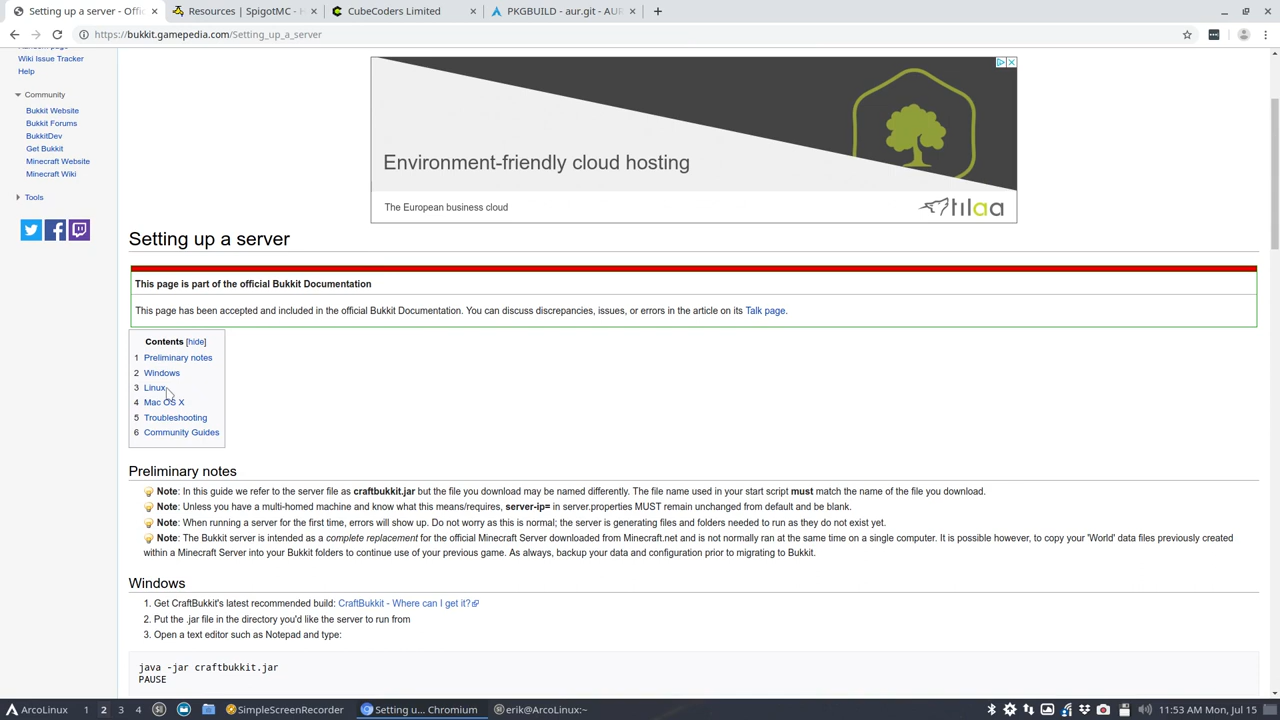 Setting up a server - Offi
Resources | SpigotMC - H
CubeCoders Limited
PKGBUILD - aur.git - AUR
https://bukkit.gamepedia.com/Setting_up_a_server
Random page
Wiki Issue Tracker
Help
Community
Bukkit Website
Bukkit Forums
BukkitDev
Get Bukkit
Minecraft Website
Minecraft Wiki
Tools
Environment-friendly cloud hosting
The European business cloud
tilaa
Setting up a server
This page is part of the official Bukkit Documentation
This page has been accepted and included in the official Bukkit Documentation. You can discuss discrepancies, issues, or errors in the article on its Talk page.
Contents [hide]
1 Preliminary notes
2 Windows
3 Linux
4 Mac OS X
5 Troubleshooting
6 Community Guides
Preliminary notes
Note: In this guide we refer to the server file as craftbukkit.jar but the file you download may be named differently. The file name used in your start script must match the name of the file you download.
Note: Unless you have a multi-homed machine and know what this means/requires, server-ip= in server.properties MUST remain unchanged from default and be blank.
Note: When running a server for the first time, errors will show up. Do not worry as this is normal; the server is generating files and folders needed to run as they do not exist yet.
Note: The Bukkit server is intended as a complete replacement for the official Minecraft Server downloaded from Minecraft.net and is not normally ran at the same time on a single computer. It is possible however, to copy your 'World' data files previously created
within a Minecraft Server into your Bukkit folders to continue use of your previous game. As always, backup your data and configuration prior to migrating to Bukkit.
Windows
1. Get CraftBukkit's latest recommended build: CraftBukkit - Where can I get it?
2. Put the .jar file in the directory you'd like the server to run from
3. Open a text editor such as Notepad and type:
java -jar craftbukkit.jar
PAUSE
ArcoLinux 1 2 3 4 SimpleScreenRecorder Setting u... Chromium erik@ArcoLinux:~ 11:53 AM Mon, Jul 15